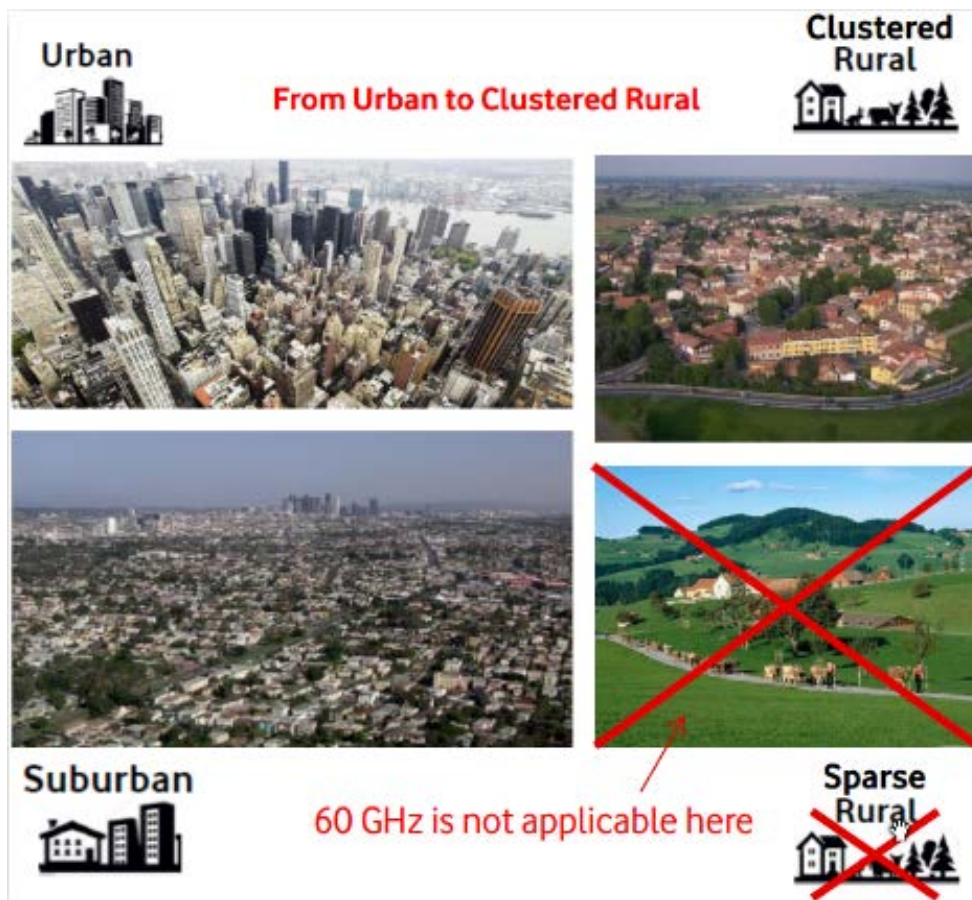 Urban
From Urban to Clustered Rural
Clustered
Rural
Suburban
60 GHz is not applicable here
Sparse
Rural